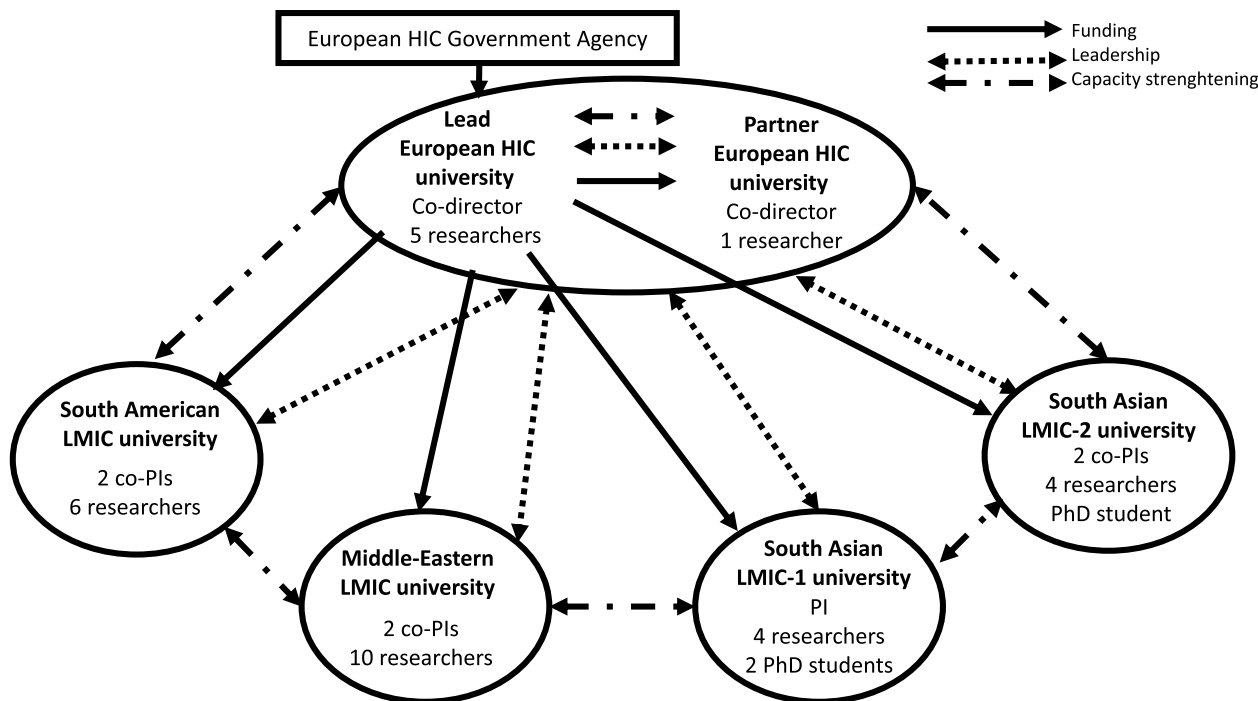 European HIC Government Agency
Funding
Leadership
Capacity strenghtening
Lead
European HIC
university
Co-director
5 researchers
Partner
European HIC
university
Co-director
1 researcher
South American
LMIC university
2 co-PIs
6 researchers
Middle-Eastern
LMIC university
2 co-PIs
10 researchers
South Asian
LMIC-1 university
PI
4 researchers
2 PhD students
South Asian
LMIC-2 university
2 co-PIs
4 researchers
PhD student